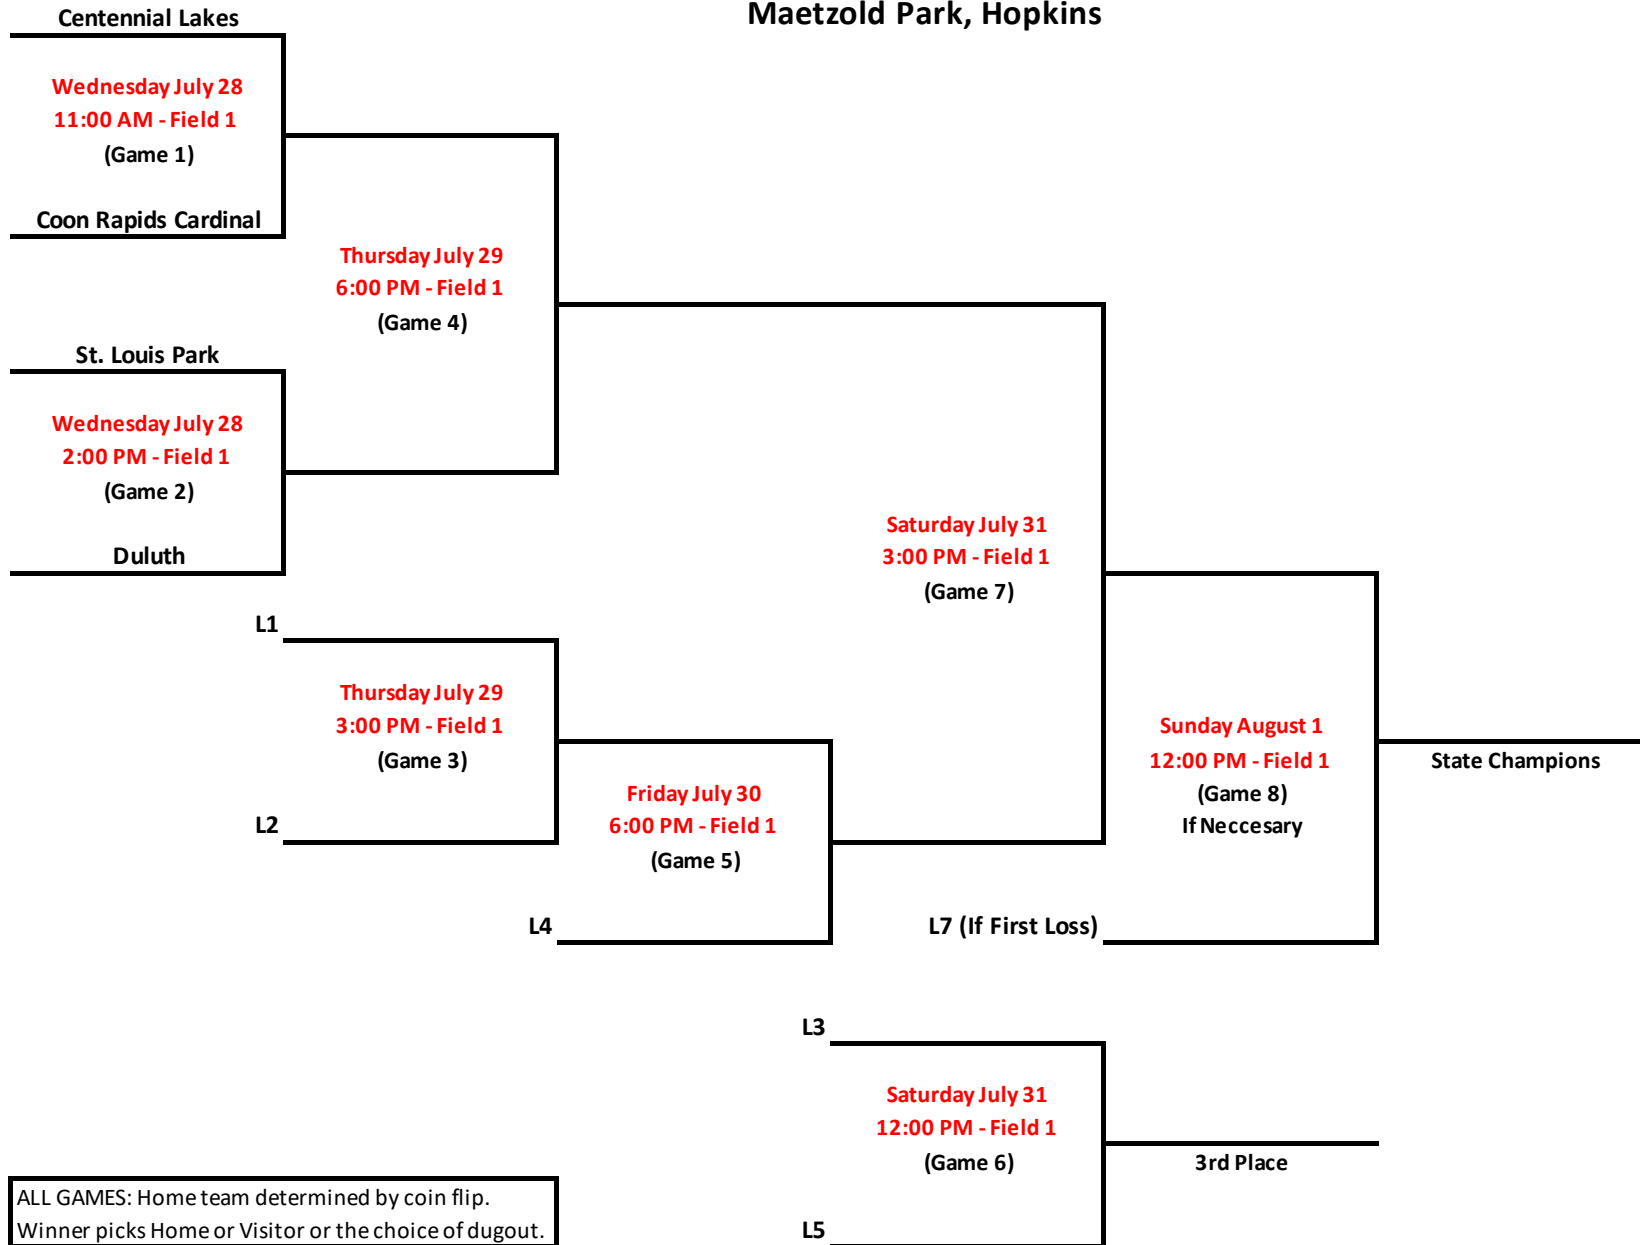 Maetzold Park, Hopkins
Centennial Lakes
Wednesday July 28
11:00 AM - Field 1
(Game 1)
Coon Rapids Cardinal
Thursday July 29
6:00 PM - Field 1
(Game 4)
St. Louis Park
Wednesday July 28
2:00 PM - Field 1
(Game 2)
Duluth
Saturday July 31
3:00 PM - Field 1
(Game 7)
L1
Thursday July 29
3:00 PM - Field 1
(Game 3)
L2
Friday July 30
6:00 PM - Field 1
(Game 5)
L4
Sunday August 1
12:00 PM - Field 1
(Game 8)
If Neccesary
State Champions
L7 (If First Loss)
L3
Saturday July 31
12:00 PM - Field 1
(Game 6)
3rd Place
L5
ALL GAMES: Home team determined by coin flip.
Winner picks Home or Visitor or the choice of dugout.